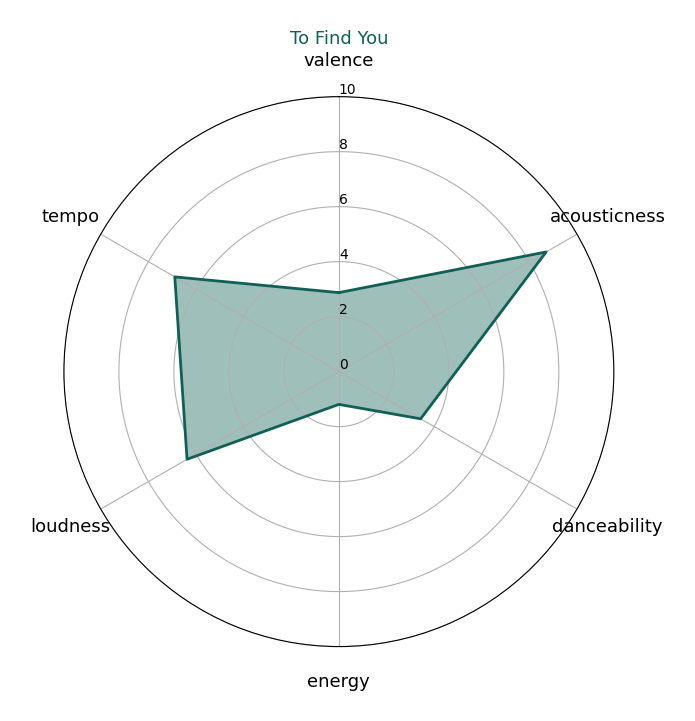 To Find You
valence
10
8
6
4
2
0
tempo
acousticness
loudness
danceability
energy